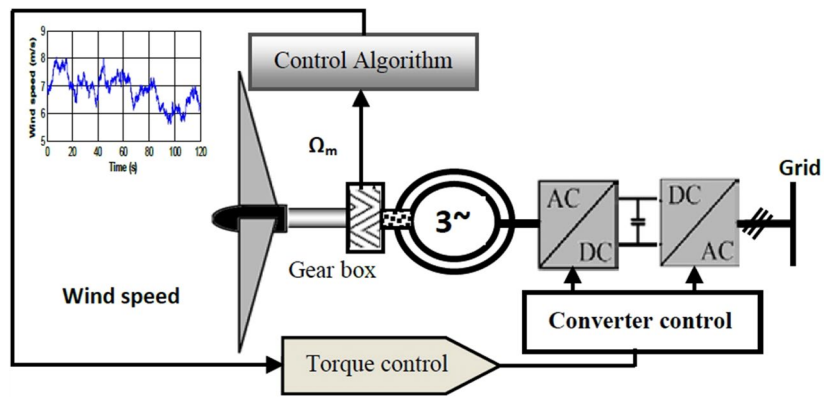 Wind speed (m/s)
9
8
7
6
5
0 20 40 60 80 100 120
Time (s)
Control Algorithm
Ωm
Gear box
3~
AC
DC
DC
AC
Grid
Wind speed
Converter control
Torque control